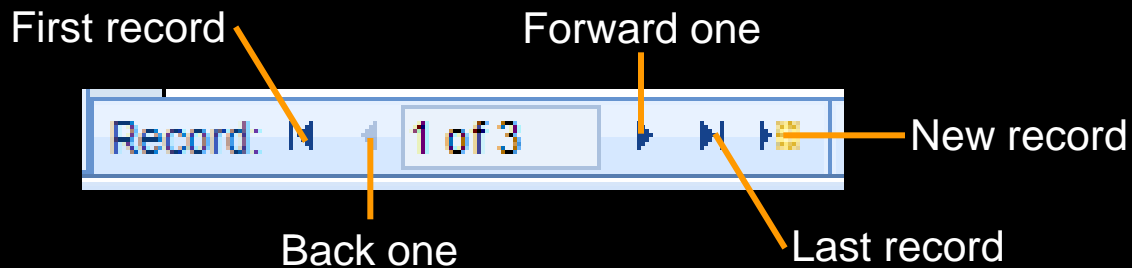 First record
Forward one
Record: 1 of 3
New record
Back one
Last record